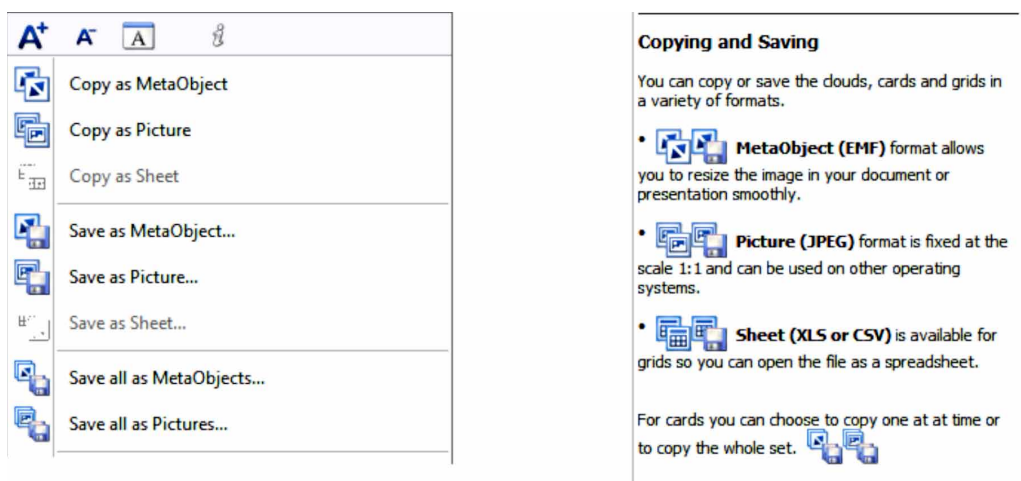 A+ A- A i
Copy as MetaObject
Copy as Picture
Copy as Sheet
Save as MetaObject...
Save as Picture...
Save as Sheet...
Save all as MetaObjects...
Save all as Pictures...
Copying and Saving
You can copy or save the clouds, cards and grids in
a variety of formats.
• MetaObject (EMF) format allows
you to resize the image in your document or
presentation smoothly.
• Picture (JPEG) format is fixed at the
scale 1:1 and can be used on other operating
systems.
• Sheet (XLS or CSV) is available for
grids so you can open the file as a spreadsheet.
For cards you can choose to copy one at at time or
to copy the whole set.